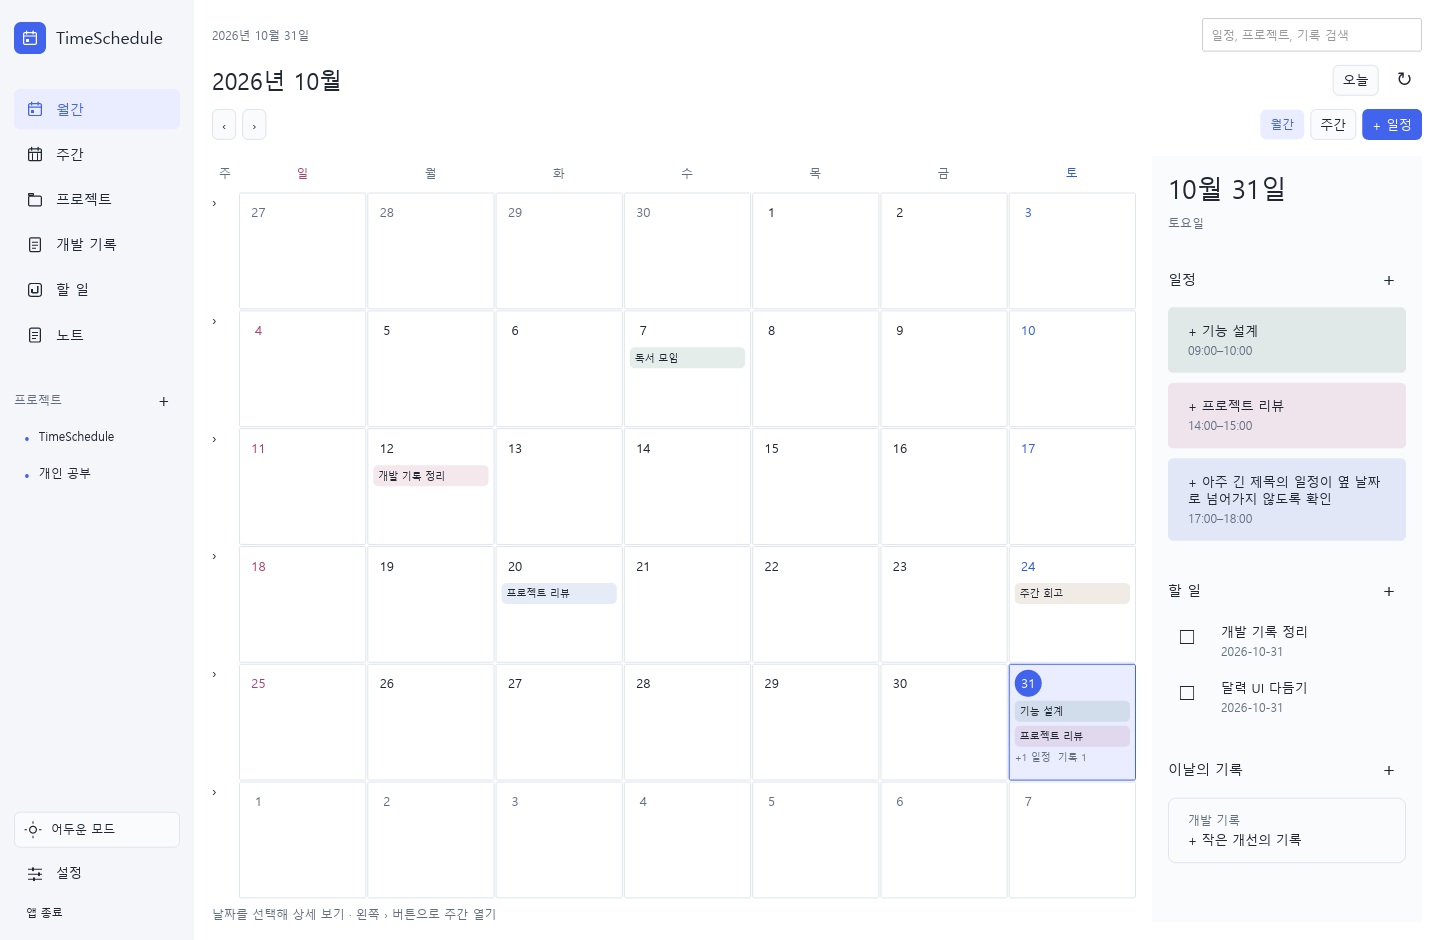 TimeSchedule
월간
주간
프로젝트
개발 기록
할 일
노트
프로젝트 +
TimeSchedule
개인 공부
어두운 모드
설정
앱 종료
2026년 10월 31일
일정, 프로젝트, 기록 검색
2026년 10월
오늘 ↻
‹ ›
월간 주간 + 일정
주 일 월 화 수 목 금 토
› 27 28 29 30 1 2 3
› 4 5 6 7 8 9 10
독서 모임
› 11 12 13 14 15 16 17
개발 기록 정리
› 18 19 20 21 22 23 24
프로젝트 리뷰 주간 회고
› 25 26 27 28 29 30 31
기능 설계
프로젝트 리뷰
+1 일정 기록 1
› 1 2 3 4 5 6 7
날짜를 선택해 상세 보기 · 왼쪽 › 버튼으로 주간 열기
10월 31일
토요일
일정 +
+ 기능 설계
09:00–10:00
+ 프로젝트 리뷰
14:00–15:00
+ 아주 긴 제목의 일정이 옆 날짜
로 넘어가지 않도록 확인
17:00–18:00
할 일 +
개발 기록 정리
2026-10-31
달력 UI 다듬기
2026-10-31
이날의 기록 +
개발 기록
+ 작은 개선의 기록